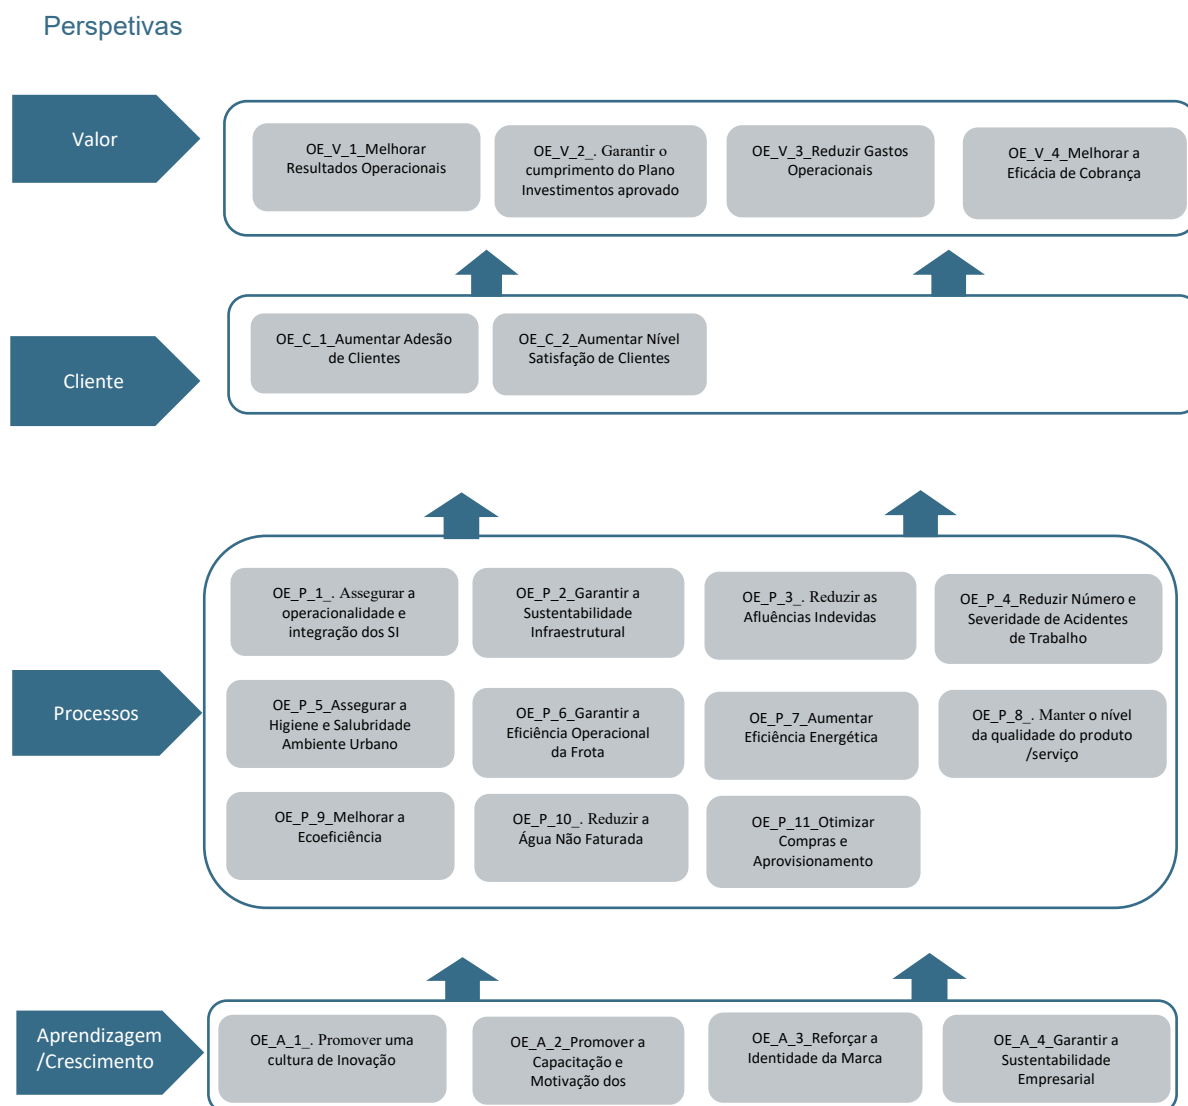 Perspetivas
Valor
OE_V_1_Melhorar
Resultados Operacionais
OE_V_2_. Garantir o
cumprimento do Plano
Investimentos aprovado
OE_V_3_Reduzir Gastos
Operacionais
OE_V_4_Melhorar a
Eficácia de Cobrança
Cliente
OE_C_1_Aumentar Adesão
de Clientes
OE_C_2_Aumentar Nível
Satisfação de Clientes
Processos
OE_P_1_. Assegurar a
operacionalidade e
integração dos SI
OE_P_2_Garantir a
Sustentabilidade
Infraestrutural
OE_P_3_. Reduzir as
Afluências Indevidas
OE_P_4_Reduzir Número e
Severidade de Acidentes
de Trabalho
OE_P_5_Assegurar a
Higiene e Salubridade
Ambiente Urbano
OE_P_6_Garantir a
Eficiência Operacional
da Frota
OE_P_7_Aumentar
Eficiência Energética
OE_P_8_. Manter o nível
da qualidade do produto
/serviço
OE_P_9_Melhorar a
Ecoeficiência
OE_P_10_. Reduzir a
Água Não Faturada
OE_P_11_Otimizar
Compras e
Aprovisionamento
Aprendizagem
/Crescimento
OE_A_1_. Promover uma
cultura de Inovação
OE_A_2_Promover a
Capacitação e
Motivação dos
OE_A_3_Reforçar a
Identidade da Marca
OE_A_4_Garantir a
Sustentabilidade
Empresarial